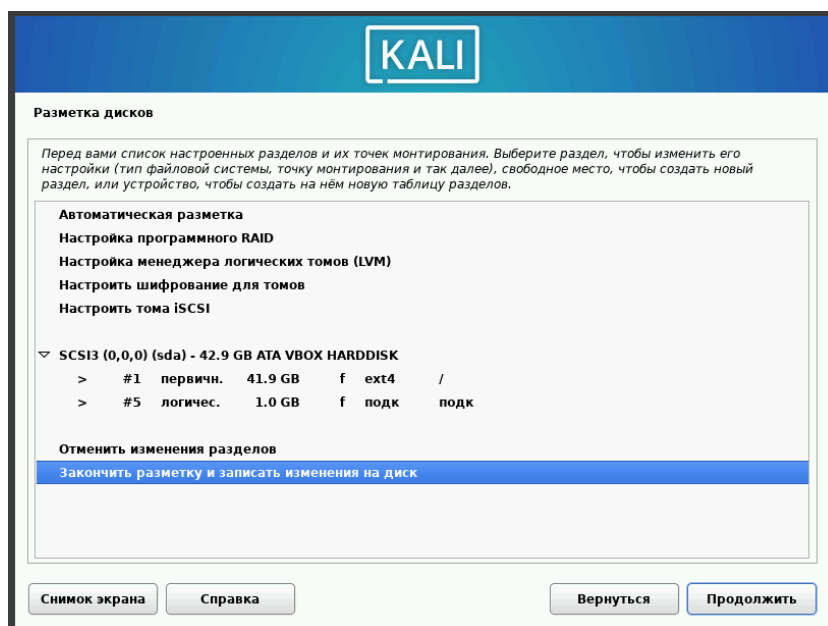 KALI
Разметка дисков
Перед вами список настроенных разделов и их точек монтирования. Выберите раздел, чтобы изменить его
настройки (тип файловой системы, точку монтирования и так далее), свободное место, чтобы создать новый
раздел, или устройство, чтобы создать на нём новую таблицу разделов.
Автоматическая разметка
Настройка программного RAID
Настройка менеджера логических томов (LVM)
Настроить шифрование для томов
Настроить тома iSCSI
SCSI3 (0,0,0) (sda) - 42.9 GB ATA VBOX HARDDISK
> #1 первичн. 41.9 GB f ext4 /
> #5 логичес. 1.0 GB f подк подк
Отменить изменения разделов
Закончить разметку и записать изменения на диск
Снимок экрана Справка Вернуться Продолжить